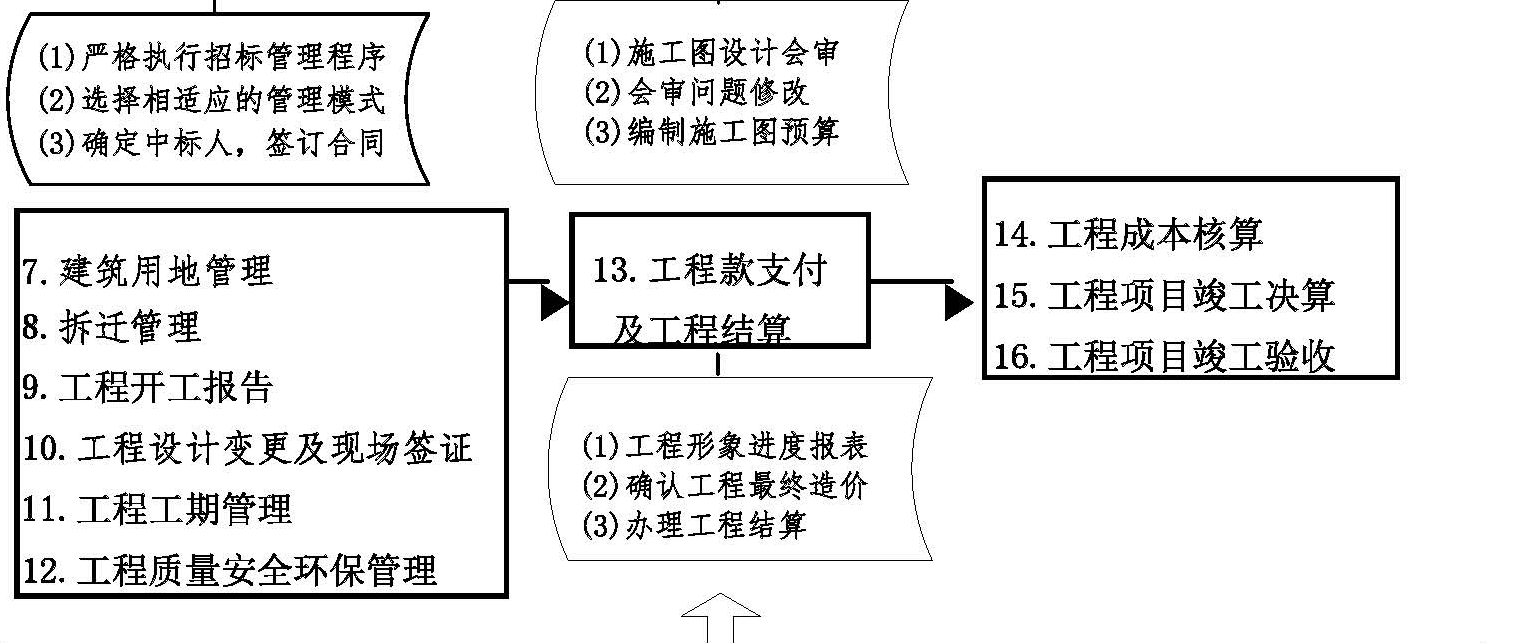 (1)严格执行招标管理程序
(2)选择相适应的管理模式
(3)确定中标人，签订合同
(1)施工图设计会审
(2)会审问题修改
(3)编制施工图预算
7.建筑用地管理
8.拆迁管理
9.工程开工报告
10.工程设计变更及现场签证
11.工程工期管理
12.工程质量安全环保管理
13.工程款支付
及工程结算
(1)工程形象进度报表
(2)确认工程最终造价
(3)办理工程结算
14.工程成本核算
15.工程项目竣工决算
16.工程项目竣工验收